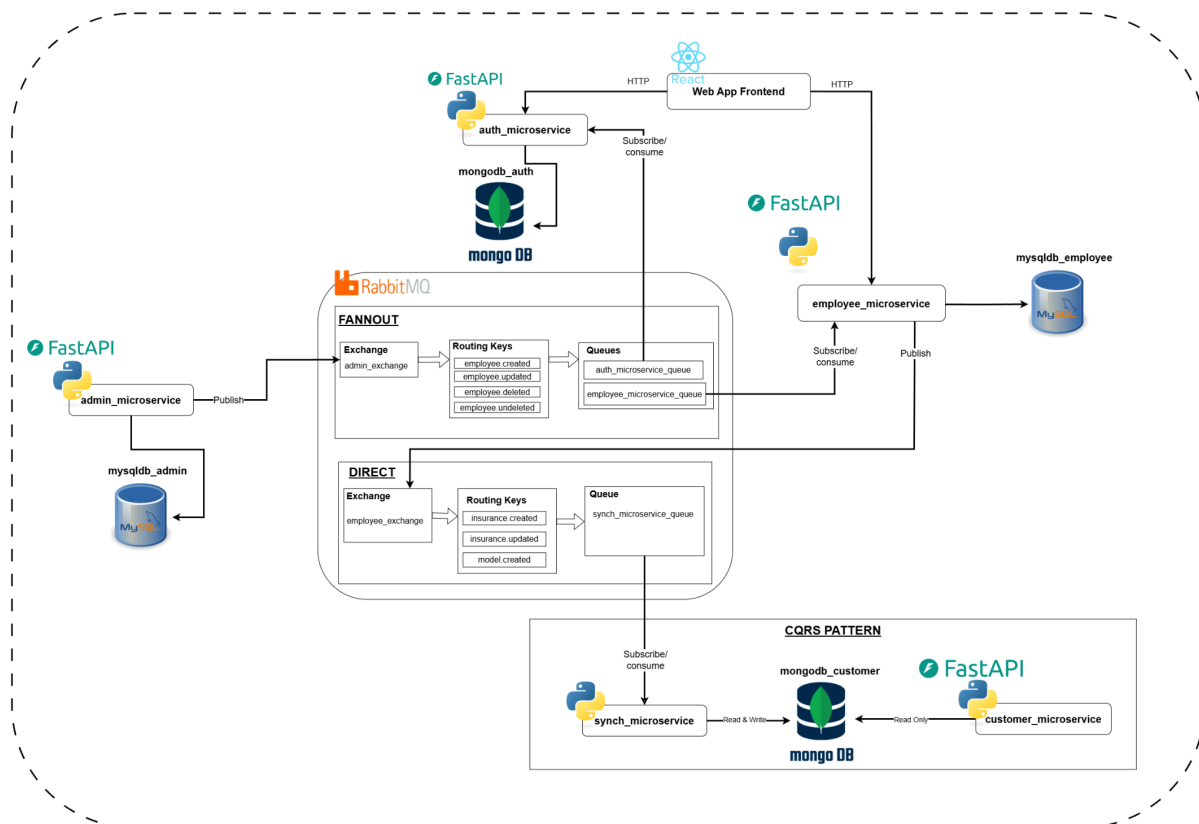 React
HTTP
Web App Frontend
HTTP
FastAPI
auth_microservice
Subscribe/
consume
mongodb_auth
mongo DB
FastAPI
mysqldb_employee
employee_microservice
MySQL
Subscribe/
consume
Publish
RabbitMQ
FANNOUT
Exchange
admin_exchange
Routing Keys
employee.created
employee.updated
employee.deleted
employee.undeleted
Queues
auth_microservice_queue
employee_microservice_queue
FastAPI
admin_microservice
Publish
mysqldb_admin
MySQL
DIRECT
Exchange
employee_exchange
Routing Keys
insurance.created
insurance.updated
model.created
Queue
synch_microservice_queue
CQRS PATTERN
Subscribe/
consume
synch_microservice
Read & Write
mongodb_customer
mongo DB
Read Only
FastAPI
customer_microservice